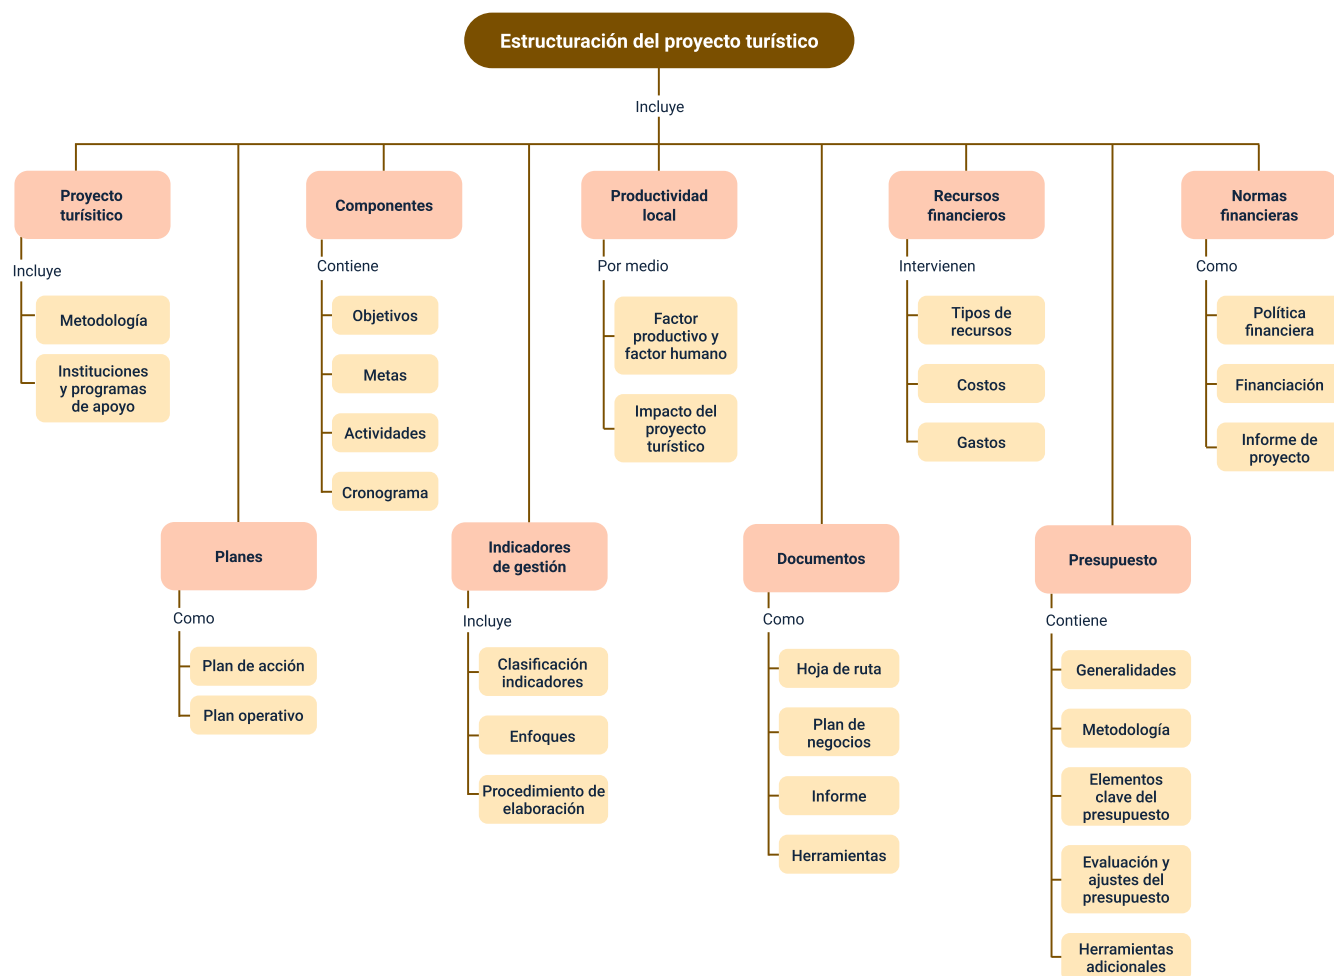 Estructuración del proyecto turístico
Incluye
Proyecto
turísitico
Incluye
Metodología
Instituciones
y programas
de apoyo
Componentes
Contiene
Objetivos
Metas
Actividades
Cronograma
Productividad
local
Por medio
Factor
productivo y
factor humano
Impacto del
proyecto
turístico
Recursos
financieros
Intervienen
Tipos de
recursos
Costos
Gastos
Normas
financieras
Como
Política
financiera
Financiación
Informe de
proyecto
Planes
Como
Plan de acción
Plan operativo
Indicadores
de gestión
Incluye
Clasificación
indicadores
Enfoques
Procedimiento de
elaboración
Documentos
Como
Hoja de ruta
Plan de
negocios
Informe
Herramientas
Presupuesto
Contiene
Generalidades
Metodología
Elementos
clave del
presupuesto
Evaluación y
ajustes del
presupuesto
Herramientas
adicionales